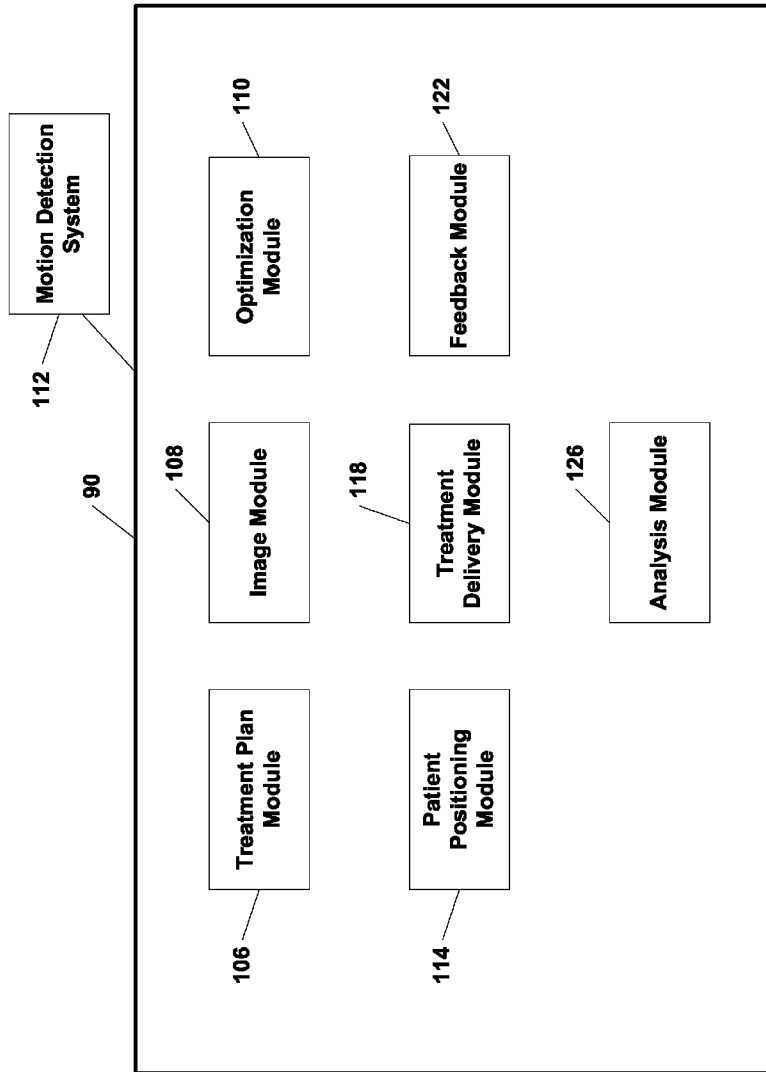 90
112
Motion Detection
System
106
Treatment Plan
Module
108
Image Module
110
Optimization
Module
114
Patient
Positioning
Module
118
Treatment
Delivery Module
122
Feedback Module
126
Analysis Module